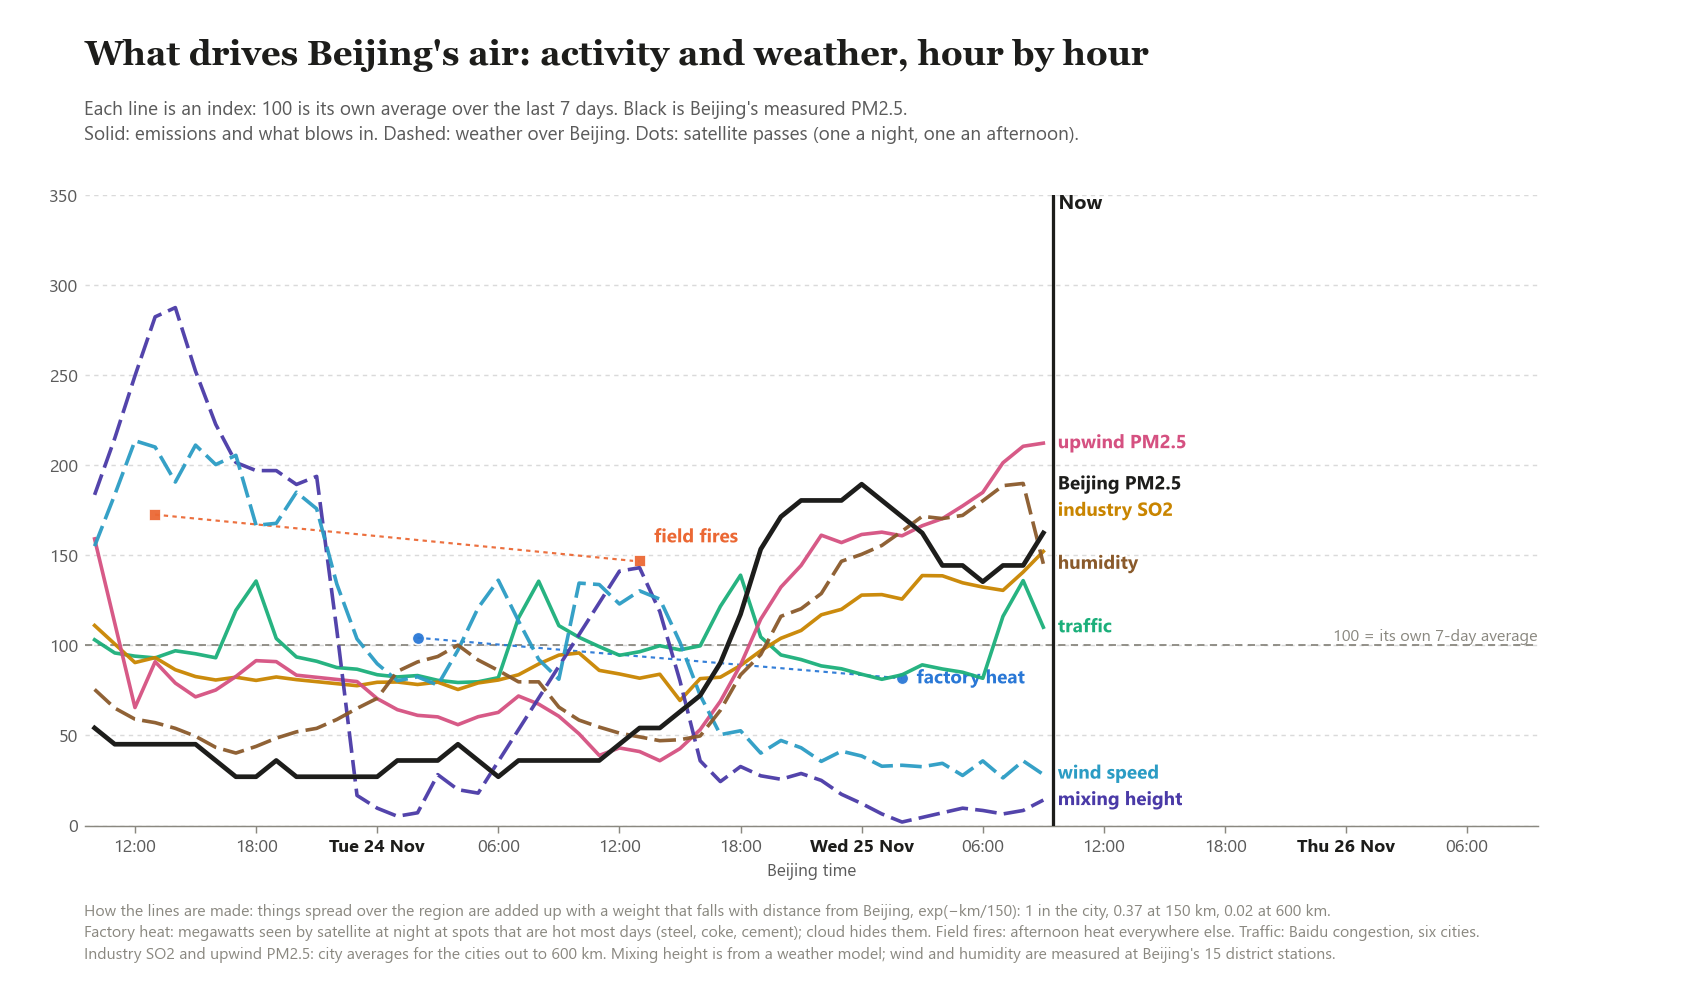 What drives Beijing's air: activity and weather, hour by hour
Each line is an index: 100 is its own average over the last 7 days. Black is Beijing's measured PM2.5.
Solid: emissions and what blows in. Dashed: weather over Beijing. Dots: satellite passes (one a night, one an afternoon).
350
Now
300
250
200
150
100
50
0
upwind PM2.5
Beijing PM2.5
industry SO2
field fires
humidity
traffic
100 = its own 7-day average
factory heat
wind speed
mixing height
12:00
18:00
Tue 24 Nov
06:00
12:00
18:00
Wed 25 Nov
06:00
12:00
18:00
Thu 26 Nov
06:00
Beijing time
How the lines are made: things spread over the region are added up with a weight that falls with distance from Beijing, exp(−km/150): 1 in the city, 0.37 at 150 km, 0.02 at 600 km.
Factory heat: megawatts seen by satellite at night at spots that are hot most days (steel, coke, cement); cloud hides them. Field fires: afternoon heat everywhere else. Traffic: Baidu congestion, six cities.
Industry SO2 and upwind PM2.5: city averages for the cities out to 600 km. Mixing height is from a weather model; wind and humidity are measured at Beijing's 15 district stations.